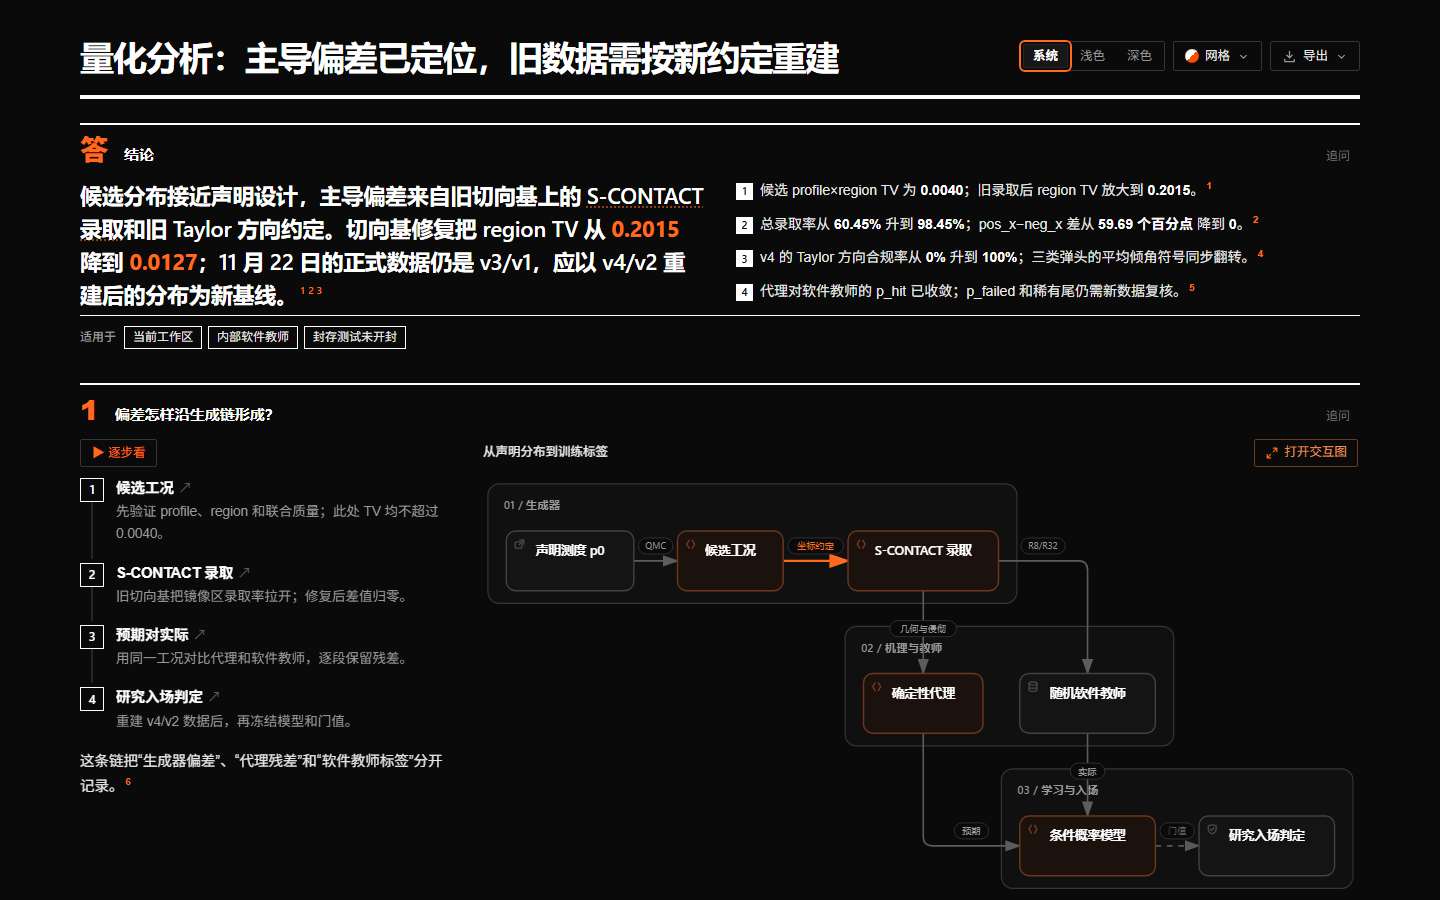 量化分析：主导偏差已定位，旧数据需按新约定重建
系统 浅色 深色 网格 导出
答 结论 追问
候选分布接近声明设计，主导偏差来自旧切向基上的 S-CONTACT
录取和旧 Taylor 方向约定。切向基修复把 region TV 从 0.2015
降到 0.0127；11 月 22 日的正式数据仍是 v3/v1，应以 v4/v2 重
建后的分布为新基线。 1 2 3
1 候选 profile×region TV 为 0.0040；旧录取后 region TV 放大到 0.2015。 1
2 总录取率从 60.45% 升到 98.45%；pos_x−neg_x 差从 59.69 个百分点 降到 0。 2
3 v4 的 Taylor 方向合规率从 0% 升到 100%；三类弹头的平均倾角符号同步翻转。 4
4 代理对软件教师的 p_hit 已收敛；p_failed 和稀有尾仍需新数据复核。 5
适用于 当前工作区 内部软件教师 封存测试未开封
1 偏差怎样沿生成链形成？ 追问
▶ 逐步看
1 候选工况 ↗
先验证 profile、region 和联合质量；此处 TV 均不超过
0.0040。
2 S-CONTACT 录取 ↗
旧切向基把镜像区录取率拉开；修复后差值归零。
3 预期对实际 ↗
用同一工况对比代理和软件教师，逐段保留残差。
4 研究入场判定 ↗
重建 v4/v2 数据后，再冻结模型和门值。
这条链把“生成器偏差”、“代理残差”和“软件教师标签”分开
记录。 6
从声明分布到训练标签
打开交互图
01 / 生成器
声明测度 p0
QMC
候选工况
坐标约定
S-CONTACT 录取
R8/R32
几何与侵彻
02 / 机理与教师
确定性代理
随机软件教师
实际
03 / 学习与入场
预期
条件概率模型
门值
研究入场判定